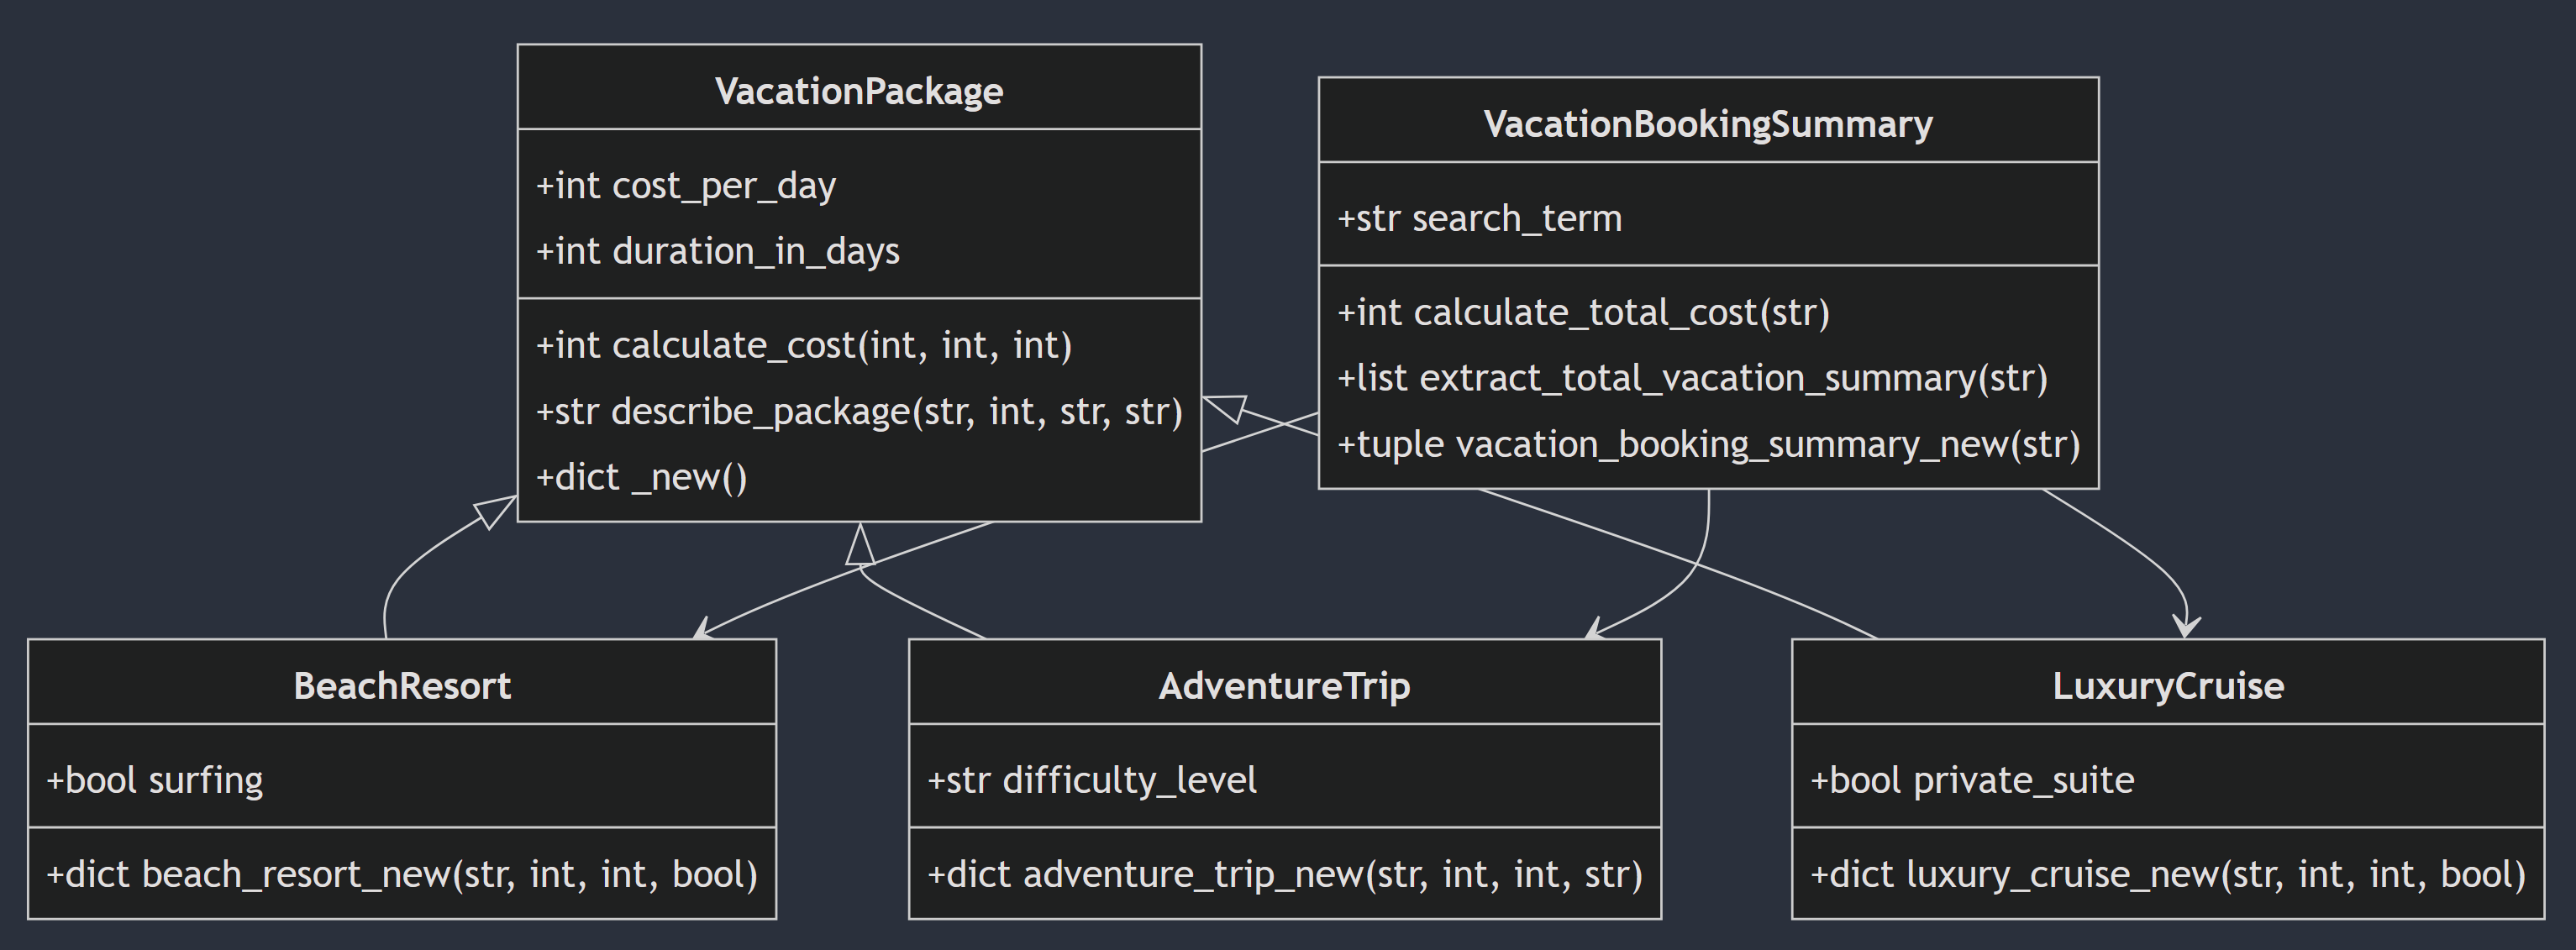 VacationPackage
+int cost_per_day
+int duration_in_days
+int calculate_cost(int, int, int)
+str describe_package(str, int, str, str)
+dict _new()
VacationBookingSummary
+str search_term
+int calculate_total_cost(str)
+list extract_total_vacation_summary(str)
+tuple vacation_booking_summary_new(str)
BeachResort
+bool surfing
+dict beach_resort_new(str, int, int, bool)
AdventureTrip
+str difficulty_level
+dict adventure_trip_new(str, int, int, str)
LuxuryCruise
+bool private_suite
+dict luxury_cruise_new(str, int, int, bool)